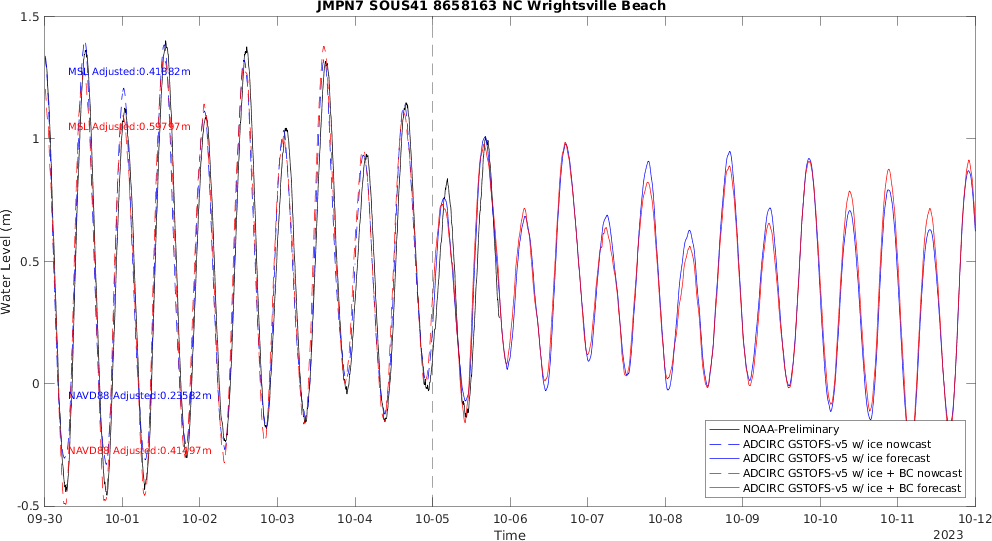 JMPN7 SOUS41 8658163 NC Wrightsville Beach
1.5
1
0.5
0
-0.5
Water Level (m)
MSL Adjusted:0.41882m
MSL Adjusted:0.59797m
NAVD88 Adjusted:0.23582m
NAVD88 Adjusted:0.41497m
NOAA-Preliminary
ADCIRC GSTOFS-v5 w/ ice nowcast
ADCIRC GSTOFS-v5 w/ ice forecast
ADCIRC GSTOFS-v5 w/ ice + BC nowcast
ADCIRC GSTOFS-v5 w/ ice + BC forecast
09-30 10-01 10-02 10-03 10-04 10-05 10-06 10-07 10-08 10-09 10-10 10-11 10-12
Time
2023